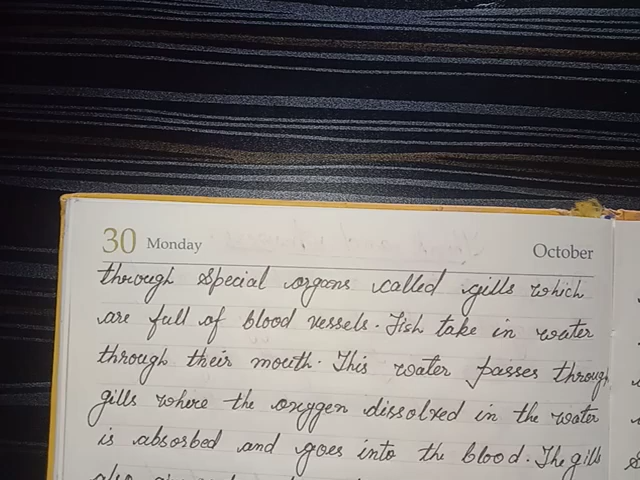 30 Monday October
through special organs called gills which
are full of blood vessels. Fish take in water
through their mouth. This water passes through
gills where the oxygen dissolved in the water
is absorbed and goes into the blood. The gills
also